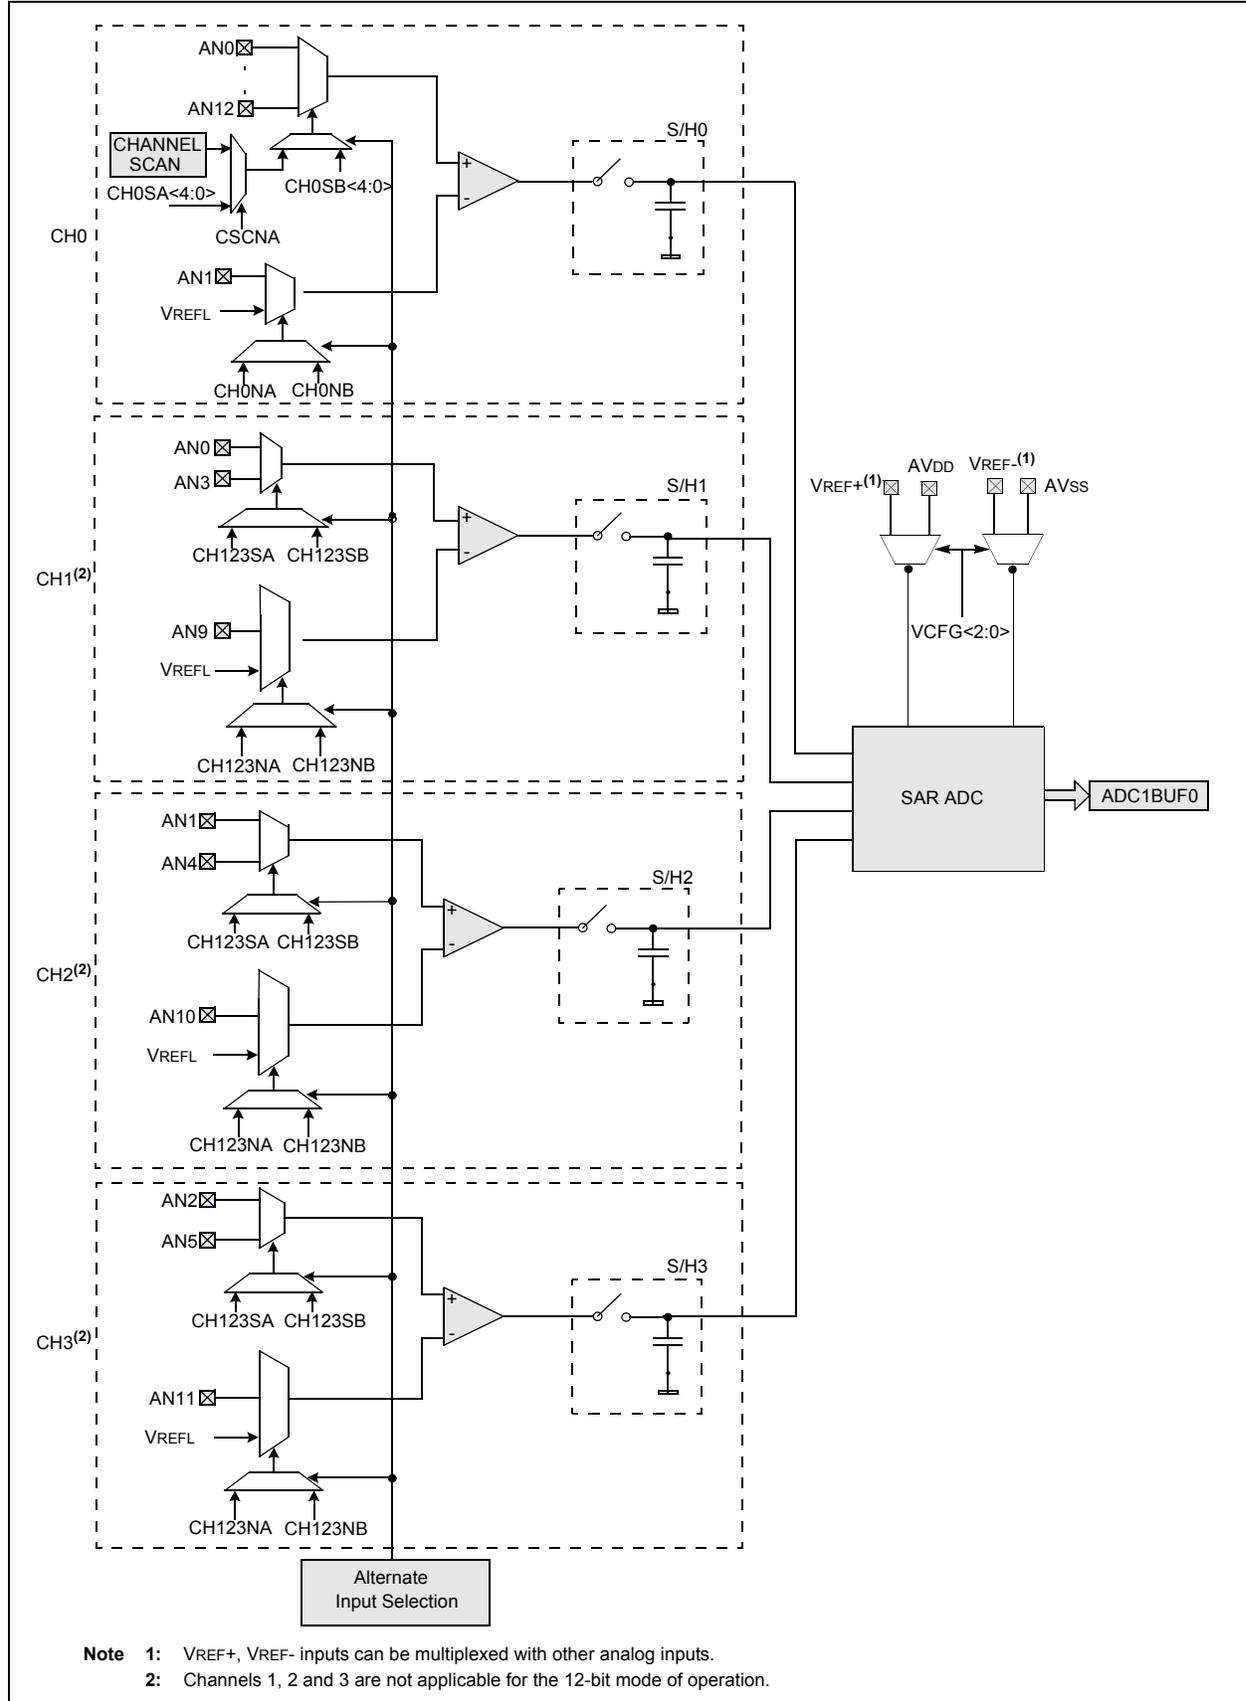 AN0
AN12
CHANNEL
SCAN
CH0SA<4:0>
CH0SB<4:0>
CSCNA
CH0
AN1
VREFL
CH0NA
CH0NB
+
-
S/H0
AN0
AN3
CH123SA
CH123SB
CH1(2)
AN9
VREFL
CH123NA
CH123NB
+
-
S/H1
AN1
AN4
CH123SA
CH123SB
CH2(2)
AN10
VREFL
CH123NA
CH123NB
+
-
S/H2
AN2
AN5
CH123SA
CH123SB
CH3(2)
AN11
VREFL
CH123NA
CH123NB
+
-
S/H3
VREF+(1)
AVDD
VREF-(1)
AVSS
VCFG<2:0>
SAR ADC
ADC1BUF0
Alternate
Input Selection
Note 1: VREF+, VREF- inputs can be multiplexed with other analog inputs.
2: Channels 1, 2 and 3 are not applicable for the 12-bit mode of operation.